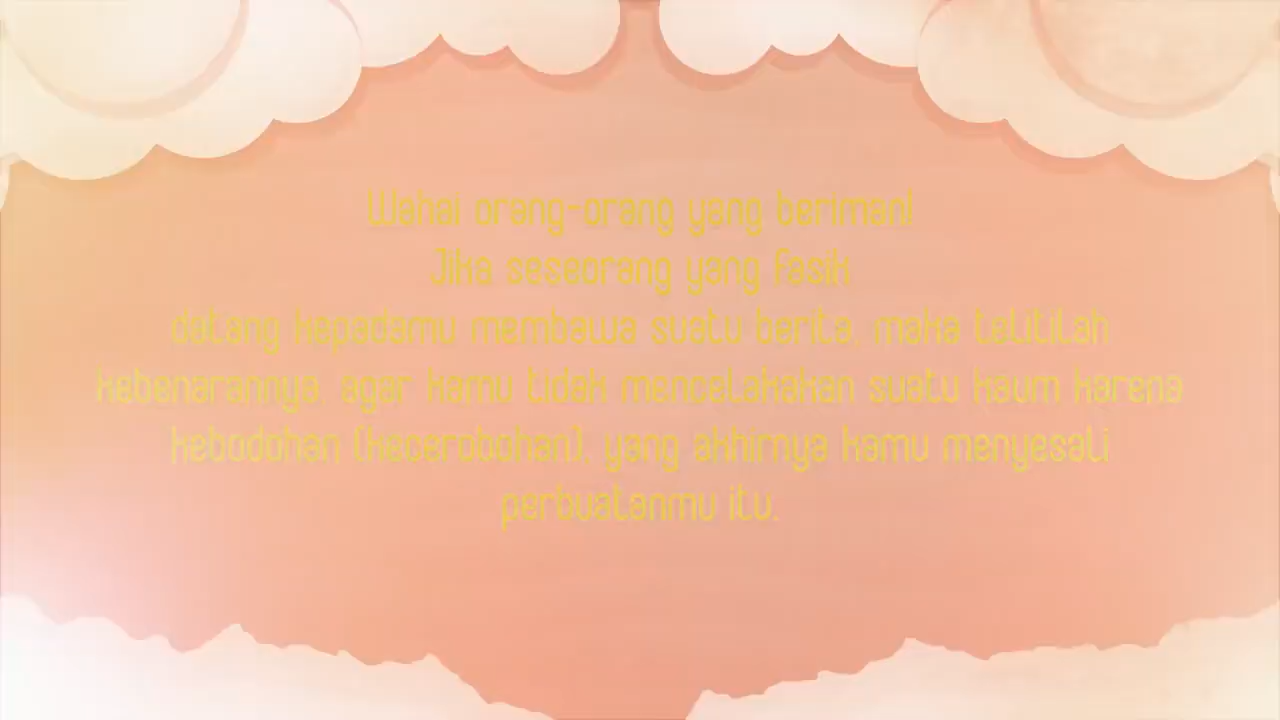 Wahai orang-orang yang beriman!
Jika seseorang yang fasik
datang kepadamu membawa suatu berita, maka telitilah
kebenarannya, agar kamu tidak mencelakakan suatu kaum karena
kebodohan (kecerobohan), yang akhirnya kamu menyesali
perbuatanmu itu.